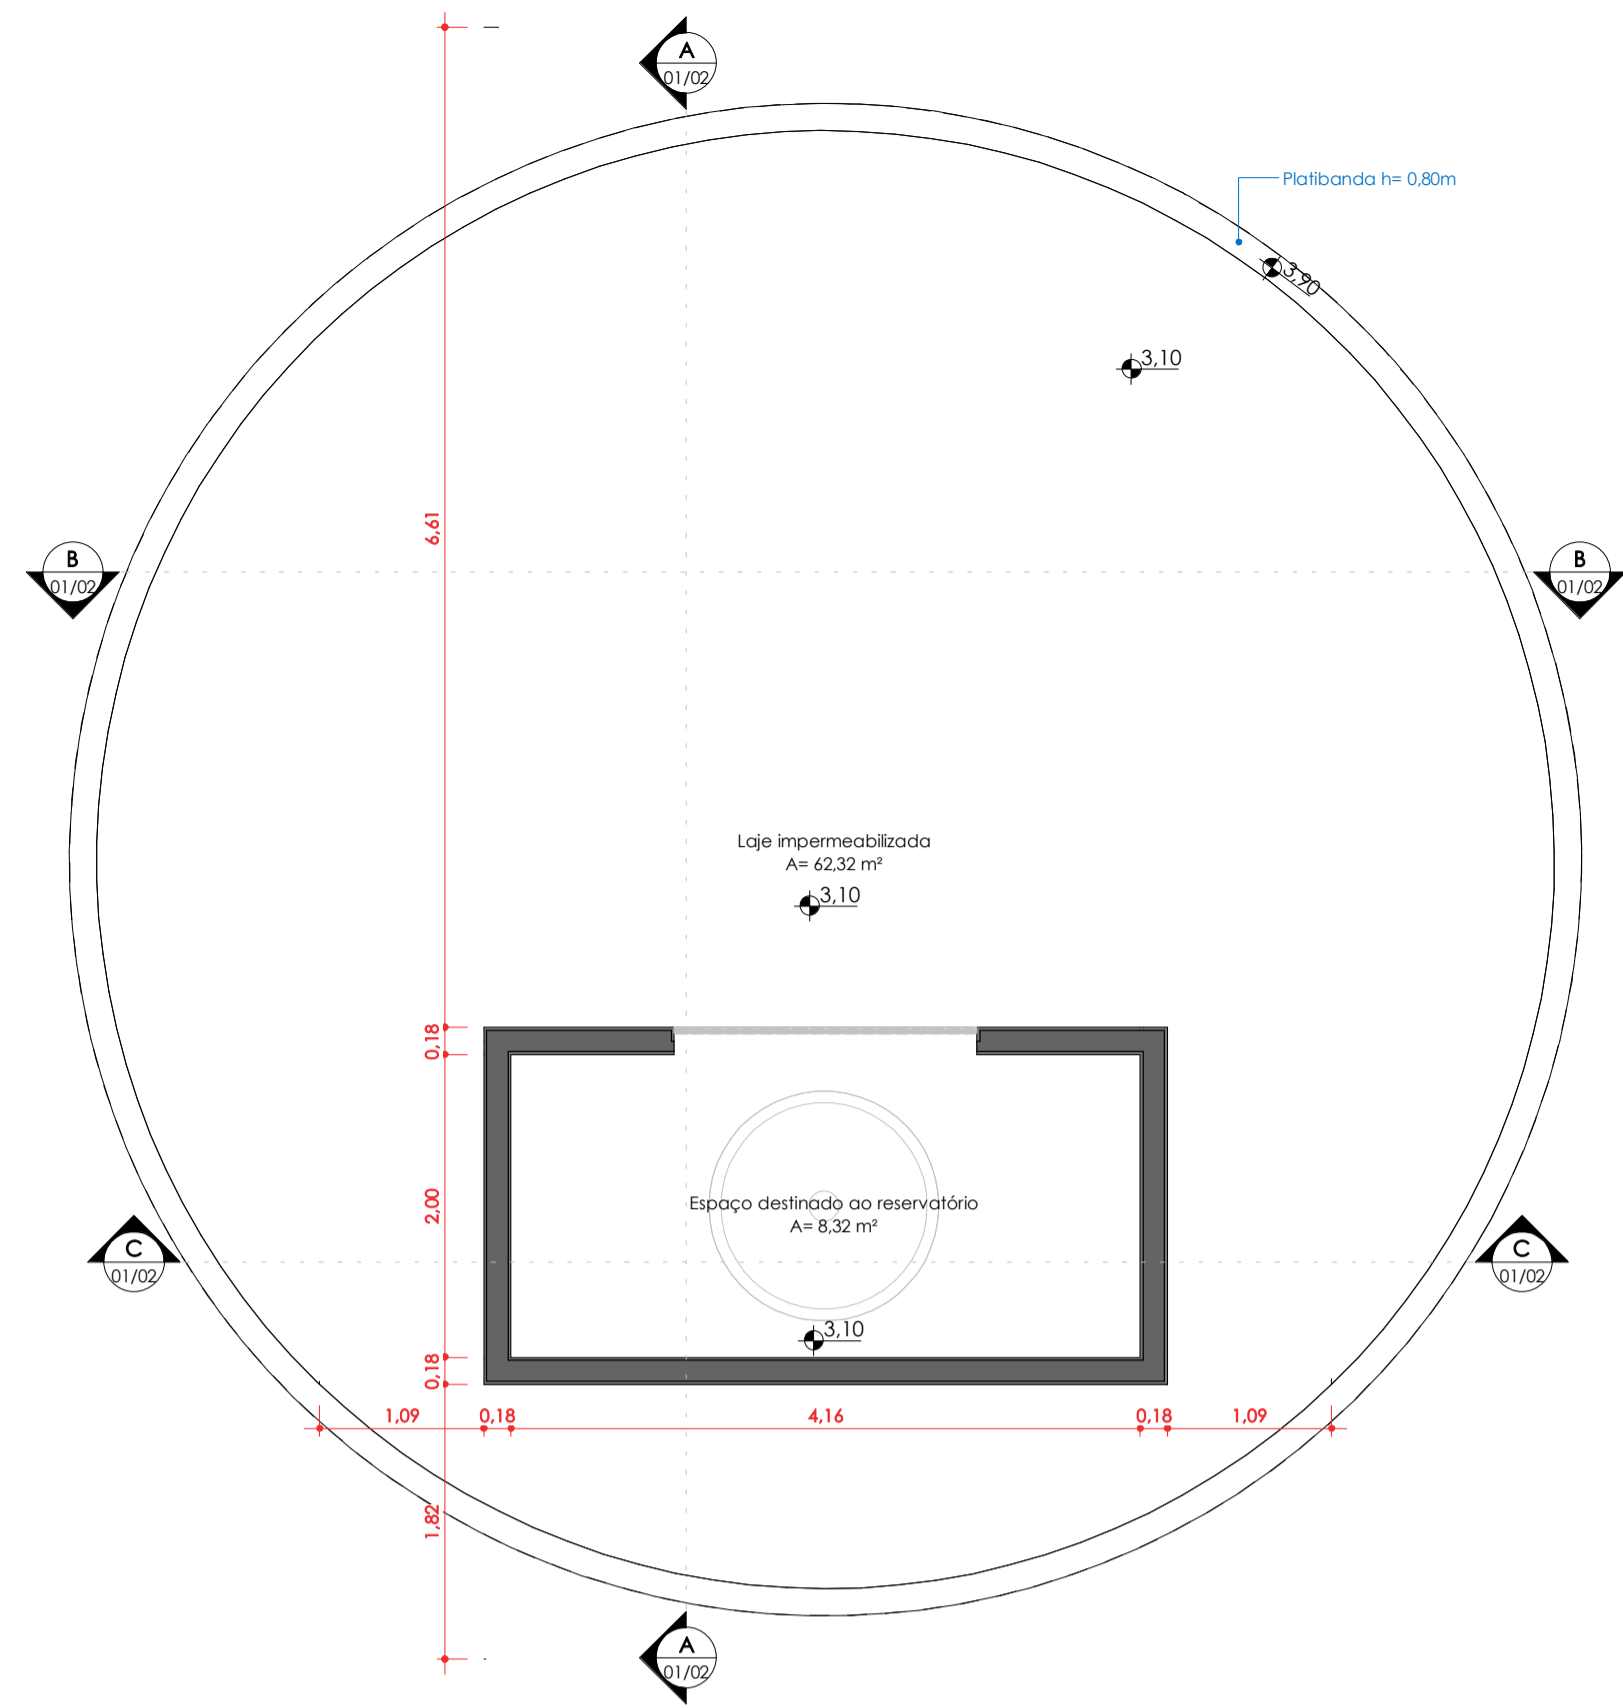 A
01/02
Platibanda h= 0,80m
3,90
3,10
6,61
B
01/02
B
01/02
Laje impermeabilizada
A= 62,32 m²
3,10
0,18
2,00
Espaço destinado ao reservatório
A= 8,32 m²
C
01/02
C
01/02
3,10
0,18
1,09
0,18
4,16
0,18
1,09
1,82
A
01/02